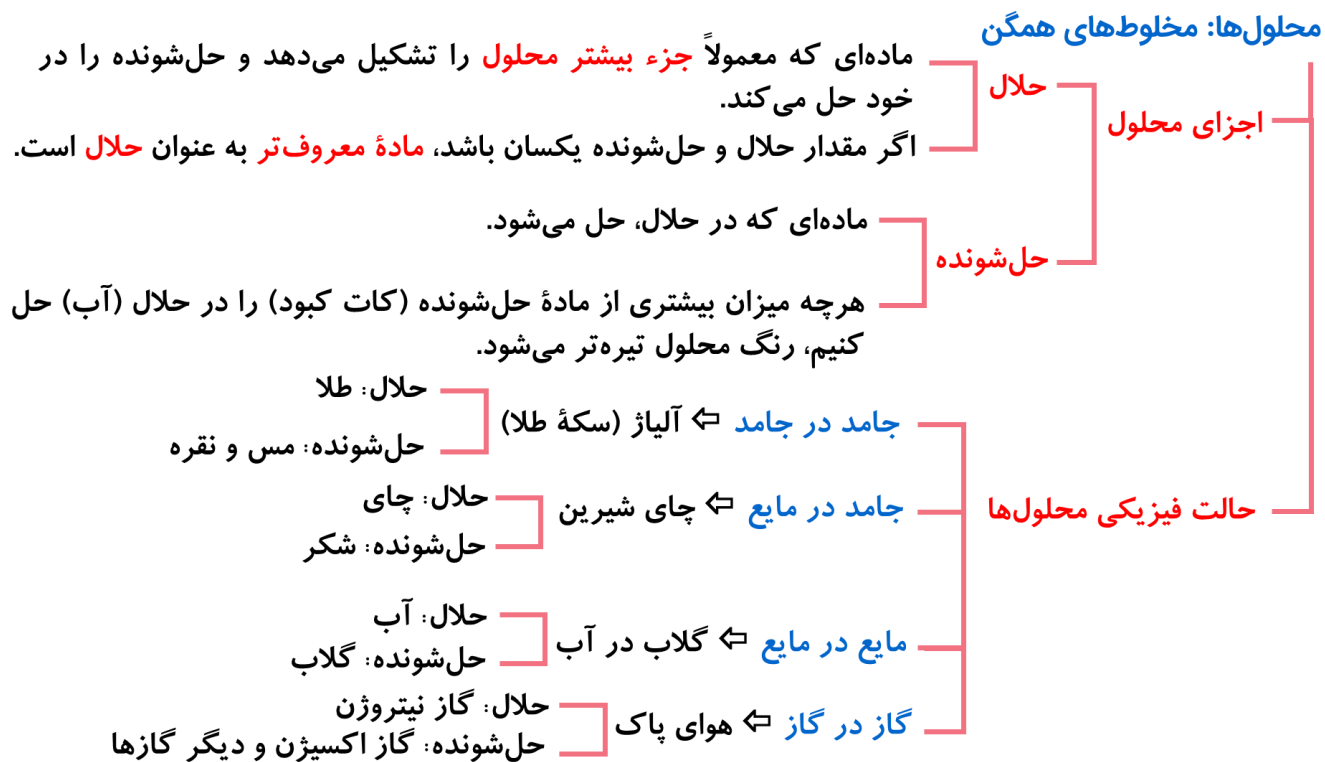 محلول‌ها: مخلوط‌های همگن
اجزای محلول
حلال
ماده‌ای که معمولاً جزء بیشتر محلول را تشکیل می‌دهد و حل‌شونده را در
خود حل می‌کند.
اگر مقدار حلال و حل‌شونده یکسان باشد، مادهٔ معروف‌تر به عنوان حلال است.
حل‌شونده
ماده‌ای که در حلال، حل می‌شود.
هرچه میزان بیشتری از مادهٔ حل‌شونده (کات کبود) را در حلال (آب) حل
کنیم، رنگ محلول تیره‌تر می‌شود.
حالت فیزیکی محلول‌ها
جامد در جامد ⇦ آلیاژ (سکهٔ طلا)
حلال: طلا
حل‌شونده: مس و نقره
جامد در مایع ⇦ چای شیرین
حلال: چای
حل‌شونده: شکر
مایع در مایع ⇦ گلاب در آب
حلال: آب
حل‌شونده: گلاب
گاز در گاز ⇦ هوای پاک
حلال: گاز نیتروژن
حل‌شونده: گاز اکسیژن و دیگر گازها